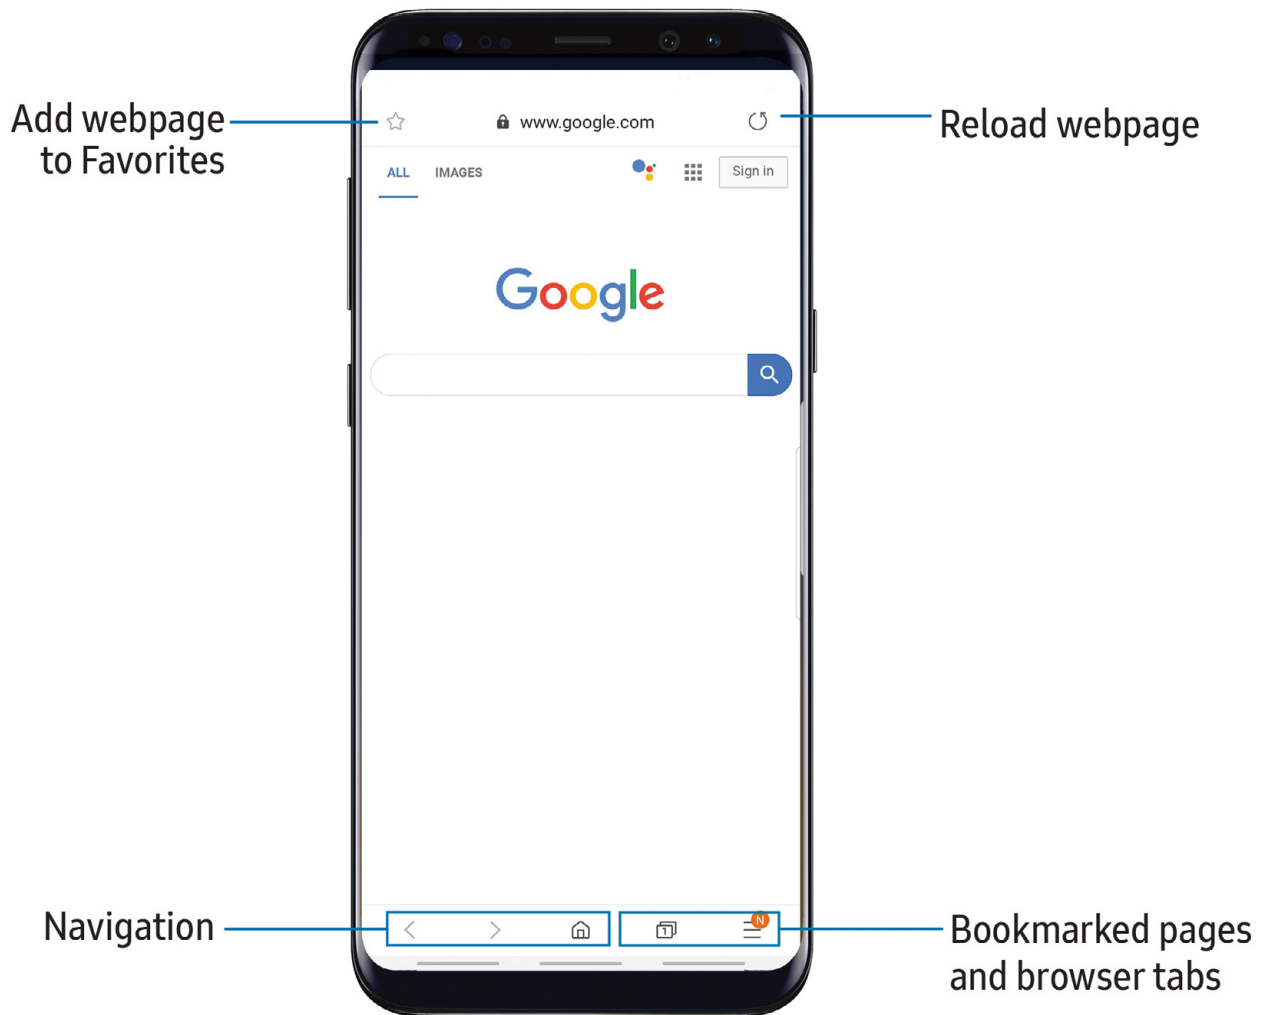 Add webpage
to Favorites
www.google.com
Reload webpage
ALL IMAGES Sign in
Google
Navigation
1
N
Bookmarked pages
and browser tabs